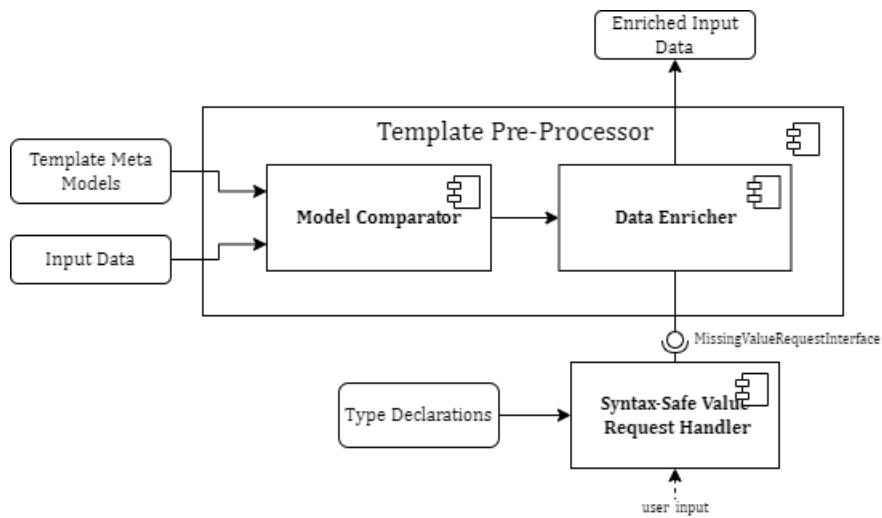 Enriched Input
Data
Template Pre-Processor
Template Meta
Models
Model Comparator
Data Enricher
Input Data
MissingValueRequestInterface
Type Declarations
Syntax-Safe Value
Request Handler
user input